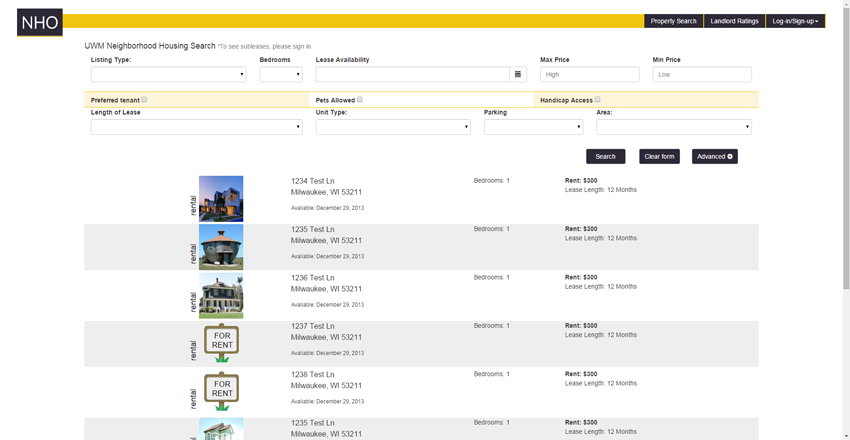 NHO
Property Search
Landlord Ratings
Log-in/Sign-up
UWM Neighborhood Housing Search *To see subleases, please sign in.
Listing Type:
Bedrooms
Lease Availability
Max Price
Min Price
High
Low
Preferred tenant
Pets Allowed
Handicap Access
Length of Lease
Unit Type:
Parking
Area:
Search
Clear form
Advanced
rental
1234 Test Ln
Milwaukee, WI 53211
Available: December 29, 2013
Bedrooms: 1
Rent: $300
Lease Length: 12 Months
rental
1235 Test Ln
Milwaukee, WI 53211
Available: December 29, 2013
Bedrooms: 1
Rent: $300
Lease Length: 12 Months
rental
1236 Test Ln
Milwaukee, WI 53211
Available: December 29, 2013
Bedrooms: 1
Rent: $300
Lease Length: 12 Months
rental
FOR
RENT
1237 Test Ln
Milwaukee, WI 53211
Available: December 29, 2013
Bedrooms: 1
Rent: $300
Lease Length: 12 Months
rental
FOR
RENT
1238 Test Ln
Milwaukee, WI 53211
Available: December 29, 2013
Bedrooms: 1
Rent: $300
Lease Length: 12 Months
1235 Test Ln
Milwaukee, WI 53211
Bedrooms: 1
Rent: $300
Lease Length: 12 Months